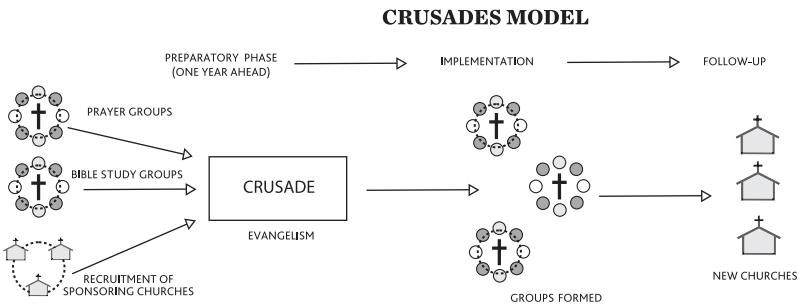 CRUSADES MODEL
PREPARATORY PHASE
(ONE YEAR AHEAD)
IMPLEMENTATION
FOLLOW-UP
PRAYER GROUPS
BIBLE STUDY GROUPS
CRUSADE
EVANGELISM
RECRUITMENT OF
SPONSORING CHURCHES
GROUPS FORMED
NEW CHURCHES